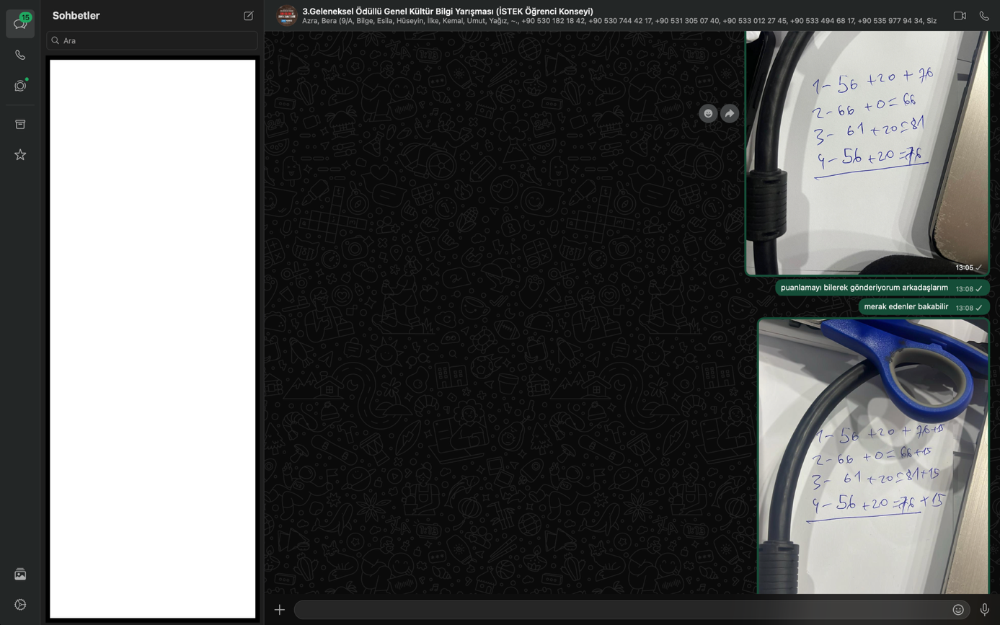 15
Sohbetler
Ara
3.Geleneksel Ödüllü Genel Kültür Bilgi Yarışması (İSTEK Öğrenci Konseyi)
Azra, Bera (9/A, Bilge, Esila, Hüseyin, İlke, Kemal, Umut, Yağız, ~., +90 530 182 18 42, +90 530 744 42 17, +90 531 305 07 40, +90 533 012 27 45, +90 533 494 68 17, +90 535 977 94 34, Siz
1- 56 +20 + 76
2- 66 +0= 66
3- 61 +20=81
4- 56 +20 =76
13:05
puanlamayı bilerek gönderiyorum arkadaşlarım 13:08
merak edenler bakabilir 13:08
1- 56 +20 + 76+15
2- 66 +0= 66+15
3- 61 +20=81+15
4- 56 +20 =76 +15